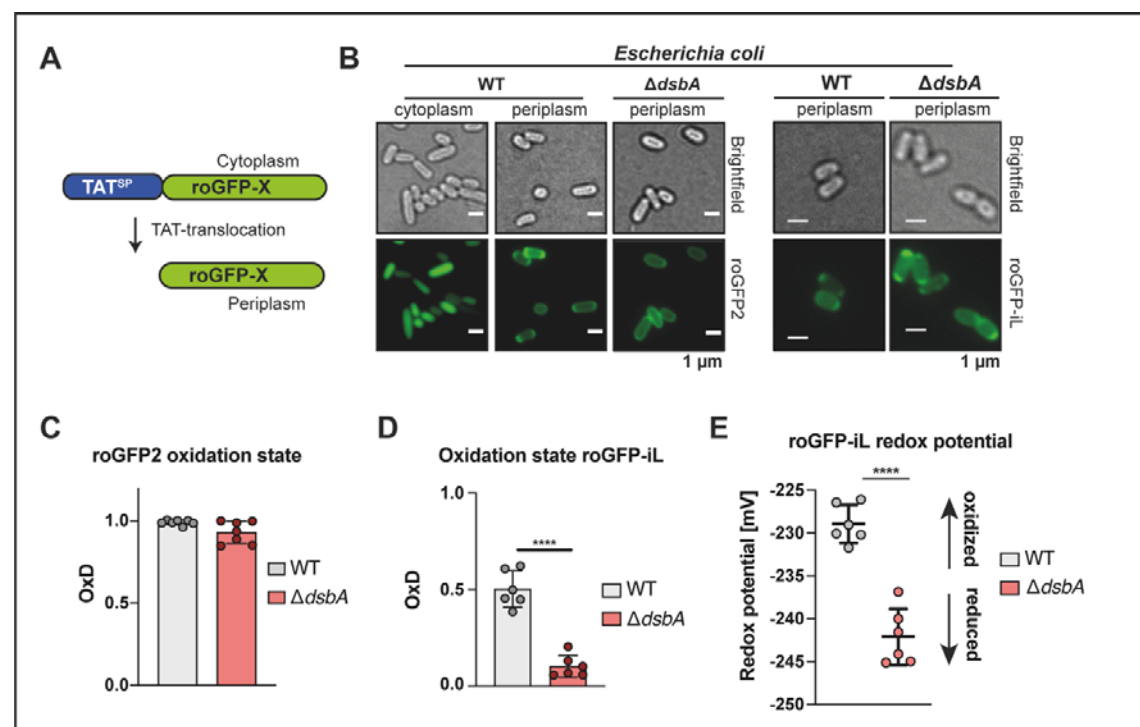 A
Cytoplasm
TAT^SP roGFP-X
TAT-translocation
roGFP-X
Periplasm
B
Escherichia coli
WT ΔdsbA WT ΔdsbA
cytoplasm periplasm periplasm periplasm periplasm
Brightfield
Brightfield
roGFP2
roGFP-iL
1 µm
1 µm
C
roGFP2 oxidation state
1.0
0.5
0.0
OxD
WT
ΔdsbA
D
Oxidation state roGFP-iL
1.0
0.5
0.0
OxD
****
WT
ΔdsbA
E
roGFP-iL redox potential
****
-225
-230
-235
-240
-245
-250
Redox potential [mV]
oxidized
reduced
WT
ΔdsbA